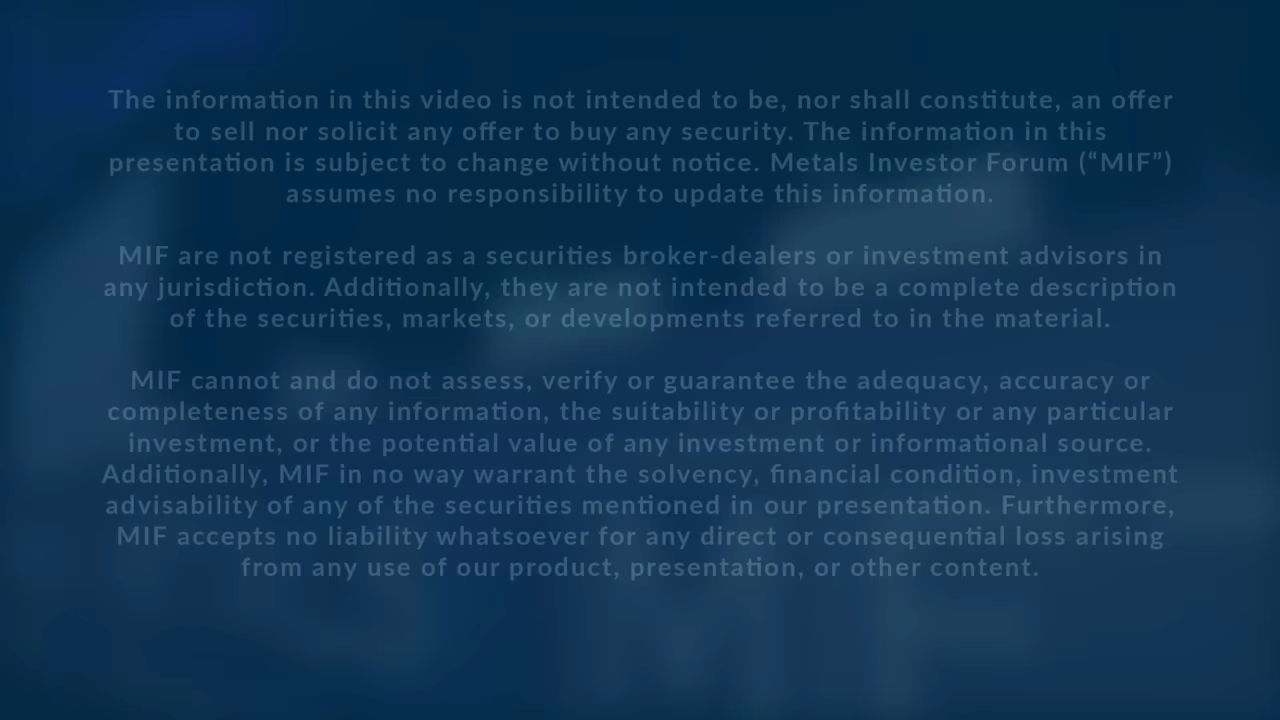 The information in this video is not intended to be, nor shall constitute, an offer
to sell nor solicit any offer to buy any security. The information in this
presentation is subject to change without notice. Metals Investor Forum (“MIF”)
assumes no responsibility to update this information.
MIF are not registered as a securities broker-dealers or investment advisors in
any jurisdiction. Additionally, they are not intended to be a complete description
of the securities, markets, or developments referred to in the material.
MIF cannot and do not assess, verify or guarantee the adequacy, accuracy or
completeness of any information, the suitability or profitability or any particular
investment, or the potential value of any investment or informational source.
Additionally, MIF in no way warrant the solvency, financial condition, investment
advisability of any of the securities mentioned in our presentation. Furthermore,
MIF accepts no liability whatsoever for any direct or consequential loss arising
from any use of our product, presentation, or other content.